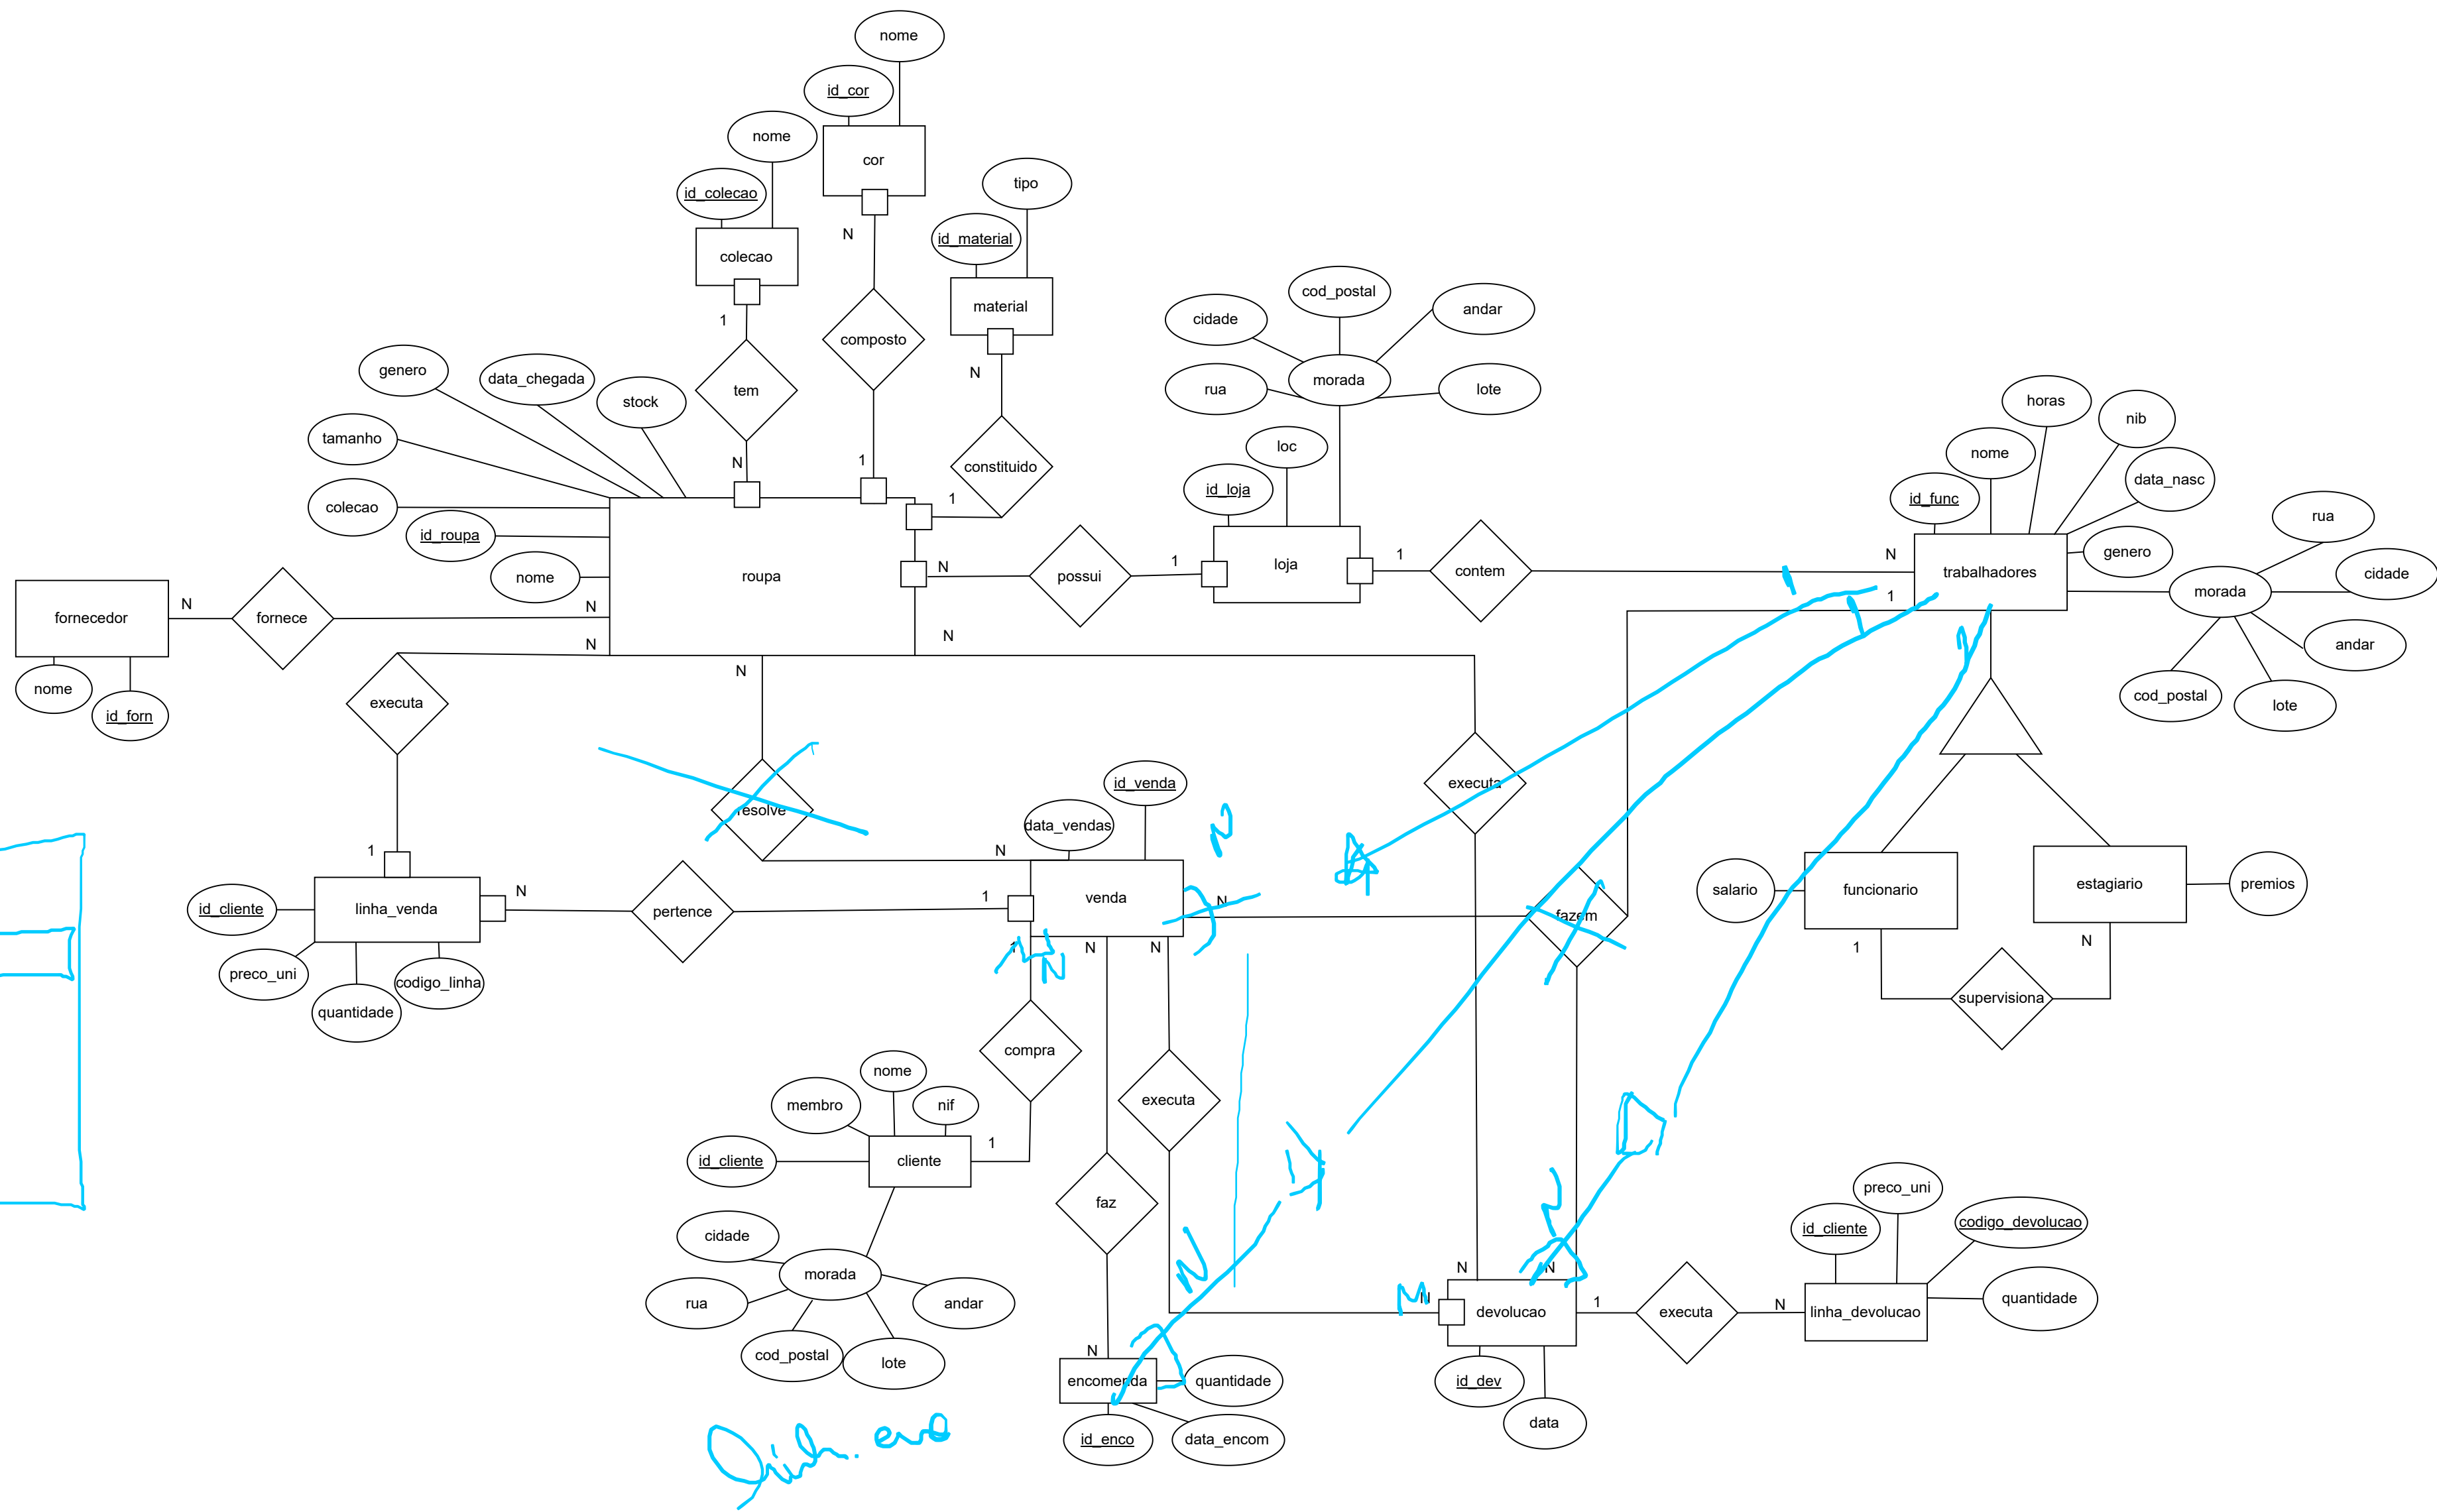 nome
id_cor
nome
cor
tipo
id_colecao
N
id_material
colecao
material
cod_postal
andar
cidade
1
composto
N
genero
data_chegada
tem
morada
rua
lote
stock
horas
nib
tamanho
loc
nome
N
1
constituido
data_nasc
id_loja
id_func
colecao
1
rua
id_roupa
genero
N
1
1
N
nome
roupa
possui
loja
contem
trabalhadores
cidade
morada
fornecedor
N
fornece
N
1
N
N
andar
N
nome
id_forn
executa
cod_postal
lote
id_venda
executa
resolve
data_vendas
N
1
N
estagiario
premios
salario
funcionario
N
1
N
id_cliente
linha_venda
pertence
venda
fazem
1
N
N
1
N
preco_uni
codigo_linha
quantidade
supervisiona
N
compra
nome
membro
nif
executa
1
id_cliente
cliente
preco_uni
faz
id_cliente
codigo_devolucao
cidade
N
N
N
N
morada
quantidade
rua
andar
N
N
devolucao
1
executa
N
linha_devolucao
N
cod_postal
lote
encomenda
quantidade
id_dev
data
id_enco
data_encom